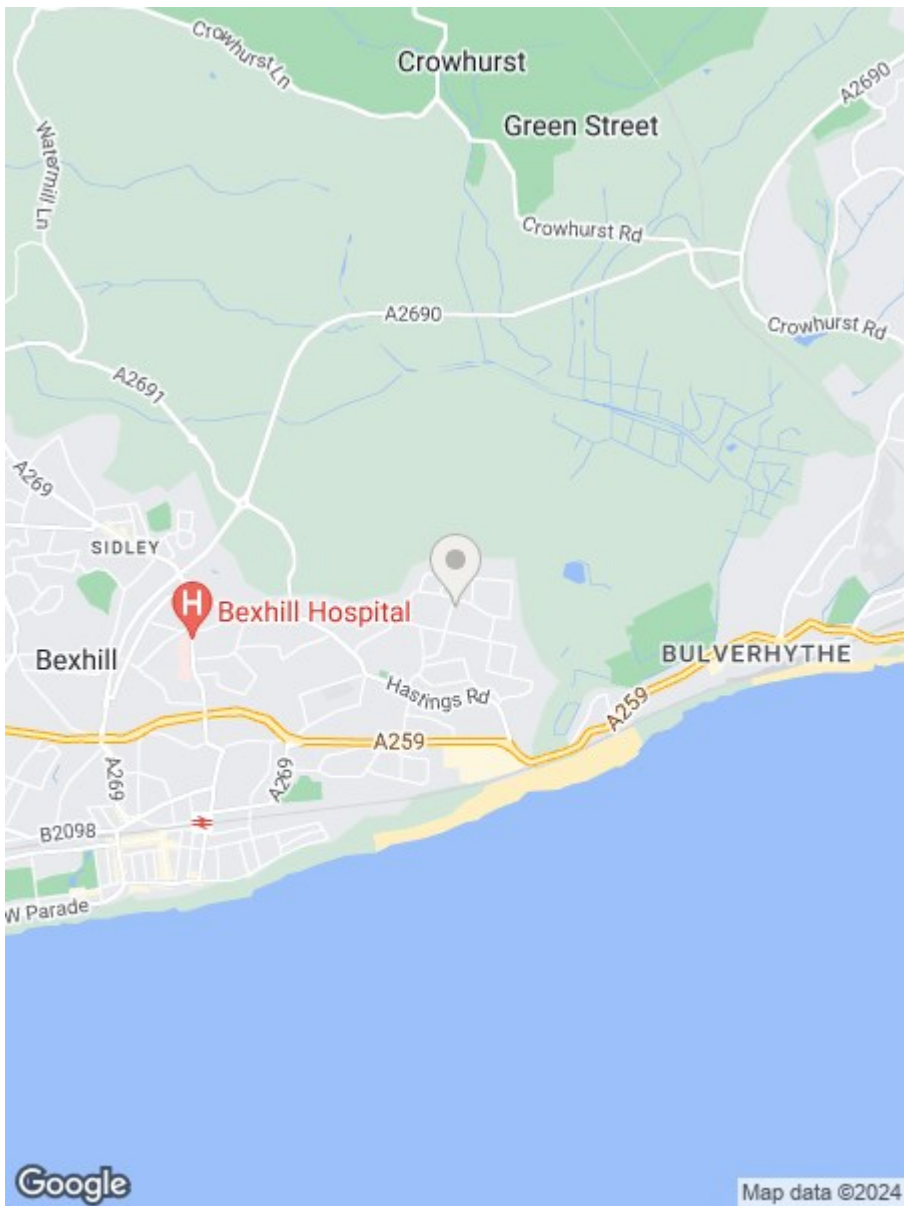 Crowhurst Ln
Crowhurst
A2690
Green Street
Watermill Ln
Crowhurst Rd
A2690
Crowhurst Rd
A2691
A269
SIDLEY
H
Bexhill Hospital
Bexhill
BULVERHYTHE
Hastings Rd
A259
A259
A269
A269
B2098
W Parade
Google
Map data ©2024